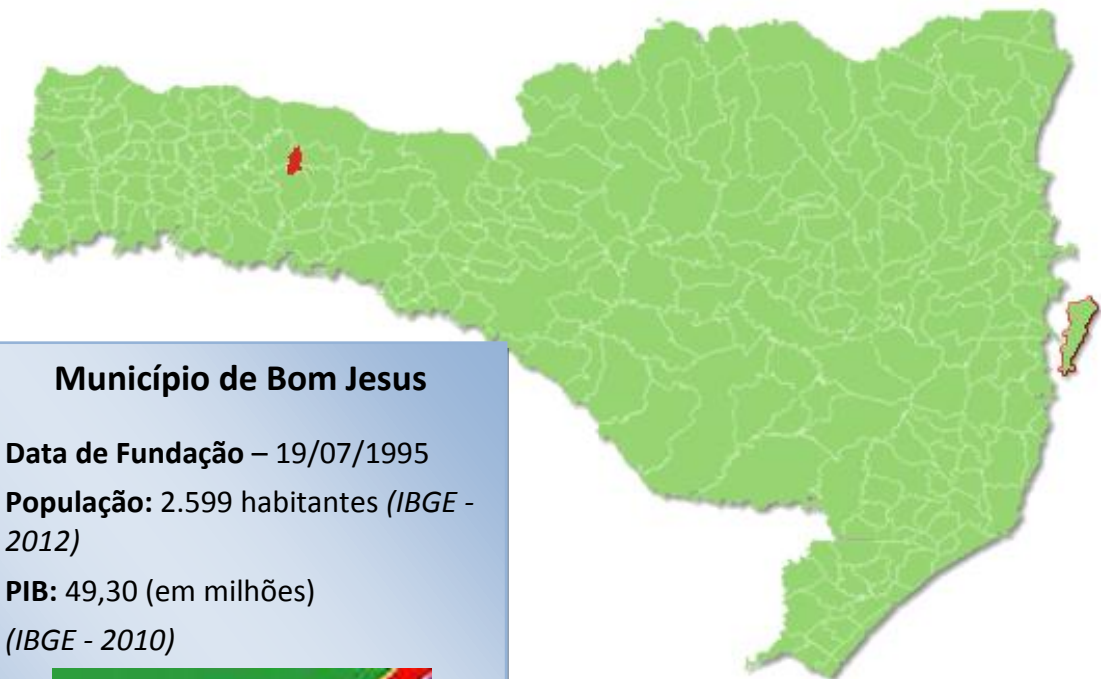 Município de Bom Jesus
Data de Fundação – 19/07/1995
População: 2.599 habitantes (IBGE -
2012)
PIB: 49,30 (em milhões)
(IBGE - 2010)